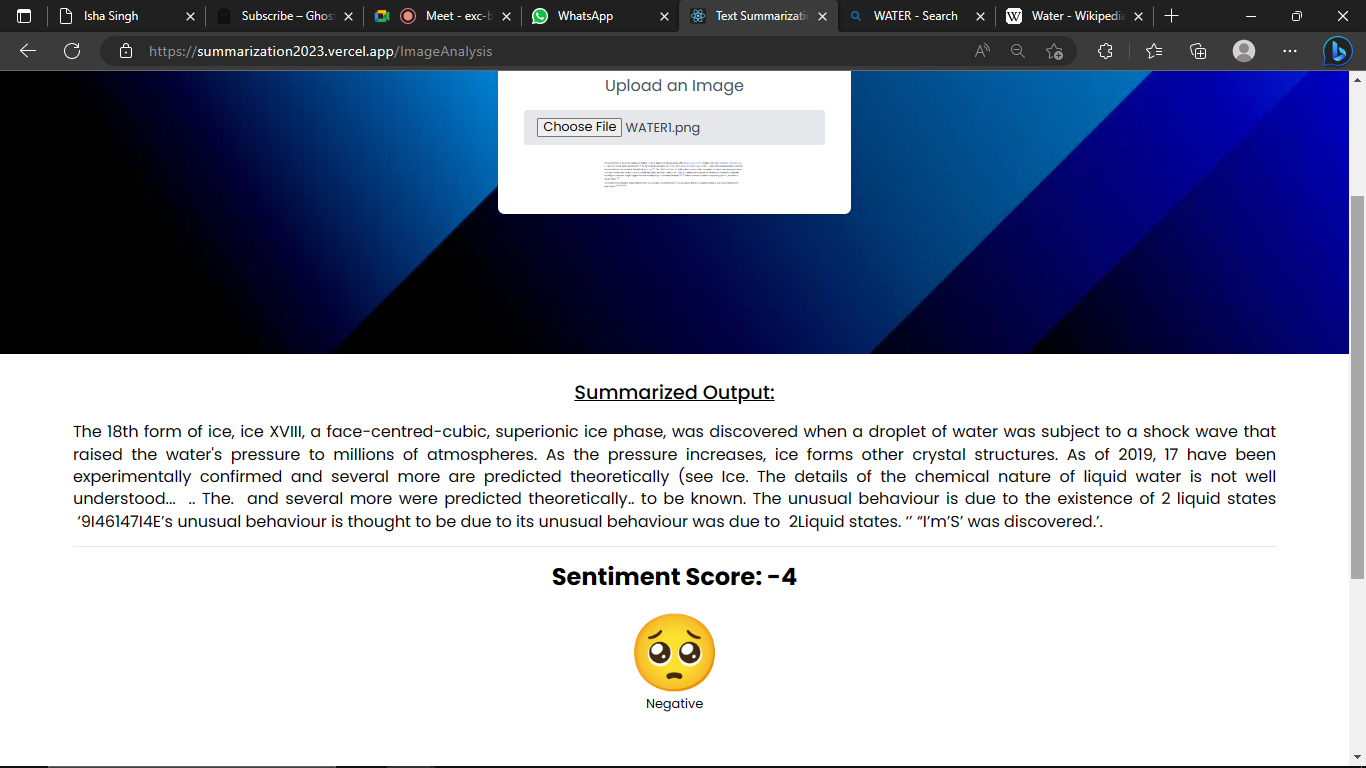 Isha Singh
Subscribe – Ghos
Meet - exc-b
WhatsApp
Text Summarizati
WATER - Search
Water - Wikipedia
https://summarization2023.vercel.app/ImageAnalysis
Upload an Image
Choose File WATER1.png
Summarized Output:
The 18th form of ice, ice XVIII, a face-centred-cubic, superionic ice phase, was discovered when a droplet of water was subject to a shock wave that
raised the water's pressure to millions of atmospheres. As the pressure increases, ice forms other crystal structures. As of 2019, 17 have been
experimentally confirmed and several more are predicted theoretically (see Ice. The details of the chemical nature of liquid water is not well
understood... .. The. and several more were predicted theoretically.. to be known. The unusual behaviour is due to the existence of 2 liquid states
‘9I46147I4E’s unusual behaviour is thought to be due to its unusual behaviour was due to 2Liquid states. ‘’ “I’m’S’ was discovered.’.
Sentiment Score: -4
Negative